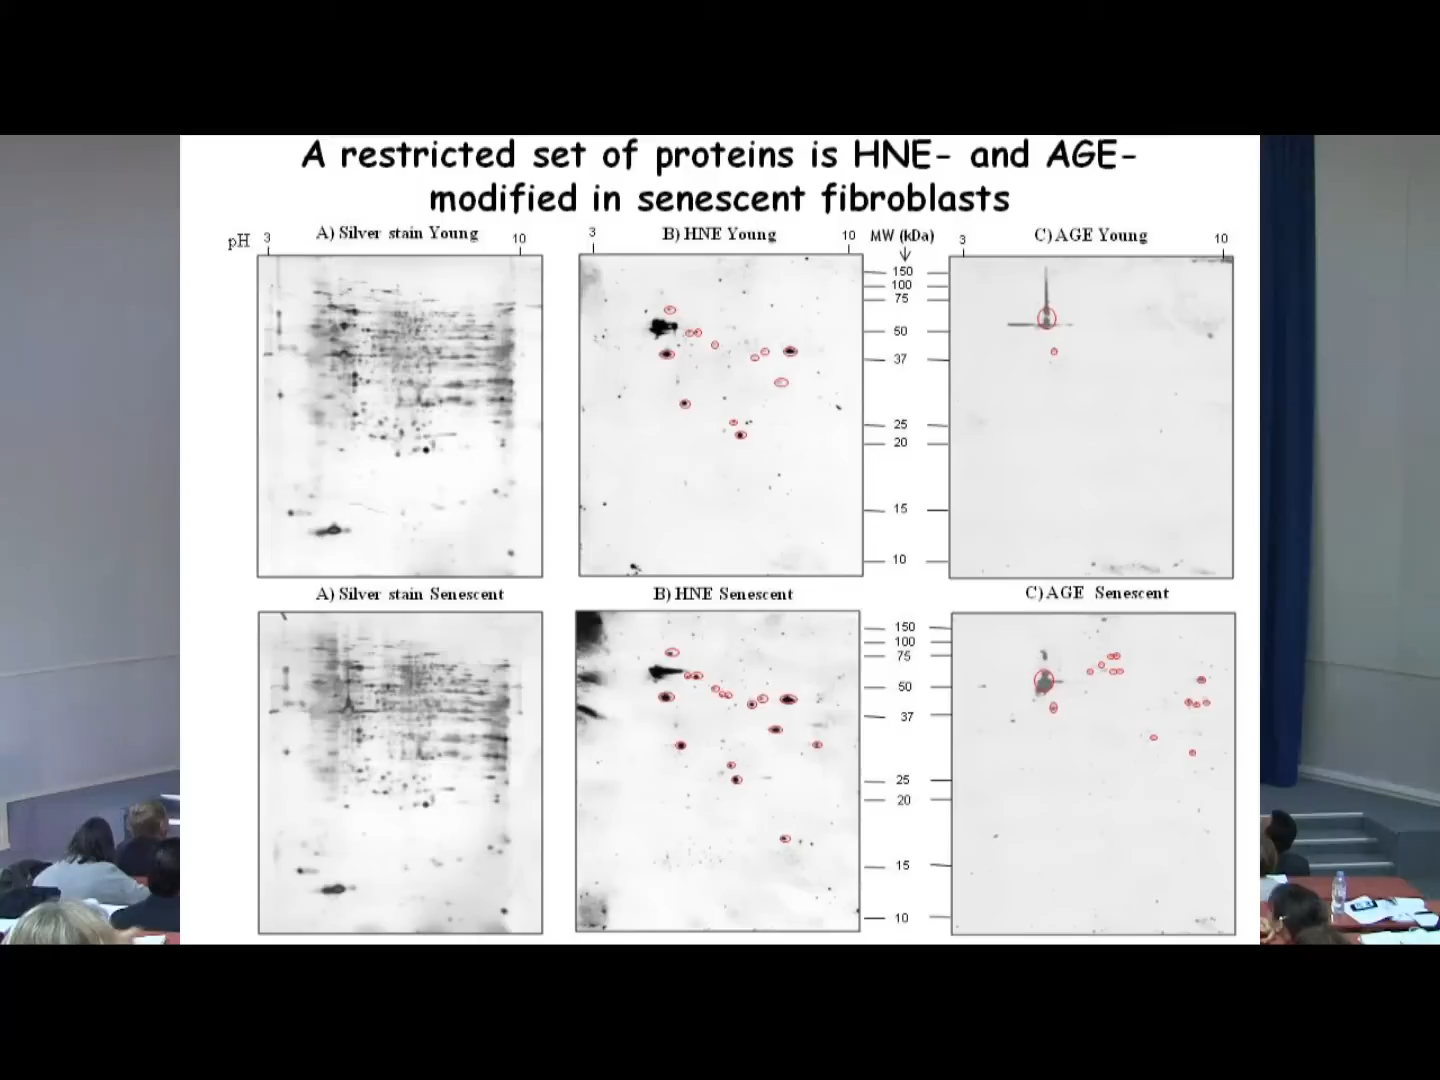 A restricted set of proteins is HNE- and AGE-
modified in senescent fibroblasts
pH 3 A) Silver stain Young 10
3 B) HNE Young 10
MW (kDa)
3 C) AGE Young 10
150
100
75
50
37
25
20
15
10
A) Silver stain Senescent
B) HNE Senescent
C) AGE Senescent
150
100
75
50
37
25
20
15
10